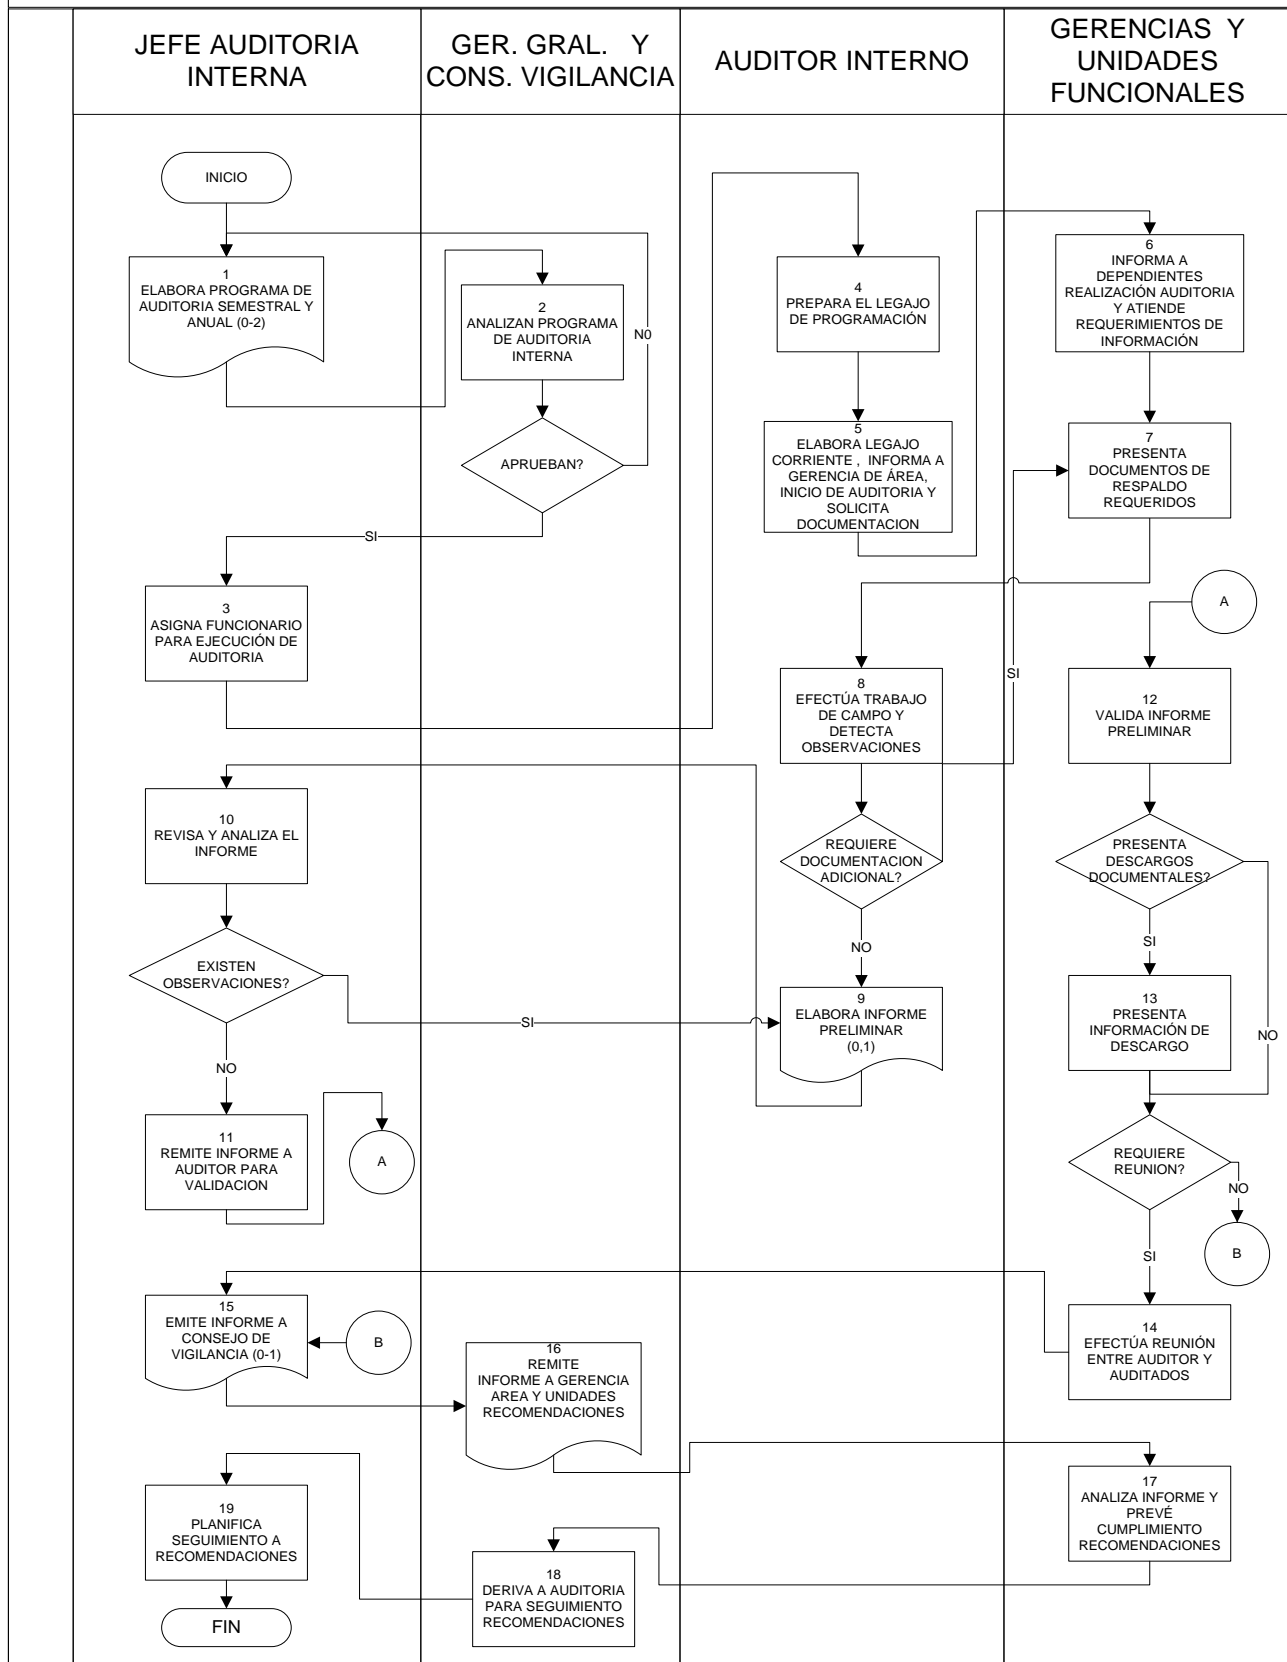 JEFE AUDITORIA
INTERNA
GER. GRAL. Y
CONS. VIGILANCIA
AUDITOR INTERNO
GERENCIAS Y
UNIDADES
FUNCIONALES
INICIO
1
ELABORA PROGRAMA DE
AUDITORIA SEMESTRAL Y
ANUAL (0-2)
2
ANALIZAN PROGRAMA
DE AUDITORIA
INTERNA
N0
APRUEBAN?
SI
3
ASIGNA FUNCIONARIO
PARA EJECUCIÓN DE
AUDITORIA
4
PREPARA EL LEGAJO
DE PROGRAMACIÓN
5
ELABORA LEGAJO
CORRIENTE , INFORMA A
GERENCIA DE ÁREA,
INICIO DE AUDITORIA Y
SOLICITA
DOCUMENTACION
6
INFORMA A
DEPENDIENTES
REALIZACIÓN AUDITORIA
Y ATIENDE
REQUERIMIENTOS DE
INFORMACIÓN
7
PRESENTA
DOCUMENTOS DE
RESPALDO
REQUERIDOS
A
SI
8
EFECTÚA TRABAJO
DE CAMPO Y
DETECTA
OBSERVACIONES
12
VALIDA INFORME
PRELIMINAR
10
REVISA Y ANALIZA EL
INFORME
REQUIERE
DOCUMENTACION
ADICIONAL?
PRESENTA
DESCARGOS
DOCUMENTALES?
NO
SI
EXISTEN
OBSERVACIONES?
SI
9
ELABORA INFORME
PRELIMINAR
(0,1)
13
PRESENTA
INFORMACIÓN DE
DESCARGO
NO
NO
11
REMITE INFORME A
AUDITOR PARA
VALIDACION
A
REQUIERE
REUNION?
NO
B
SI
15
EMITE INFORME A
CONSEJO DE
VIGILANCIA (0-1)
B
16
REMITE
INFORME A GERENCIA
AREA Y UNIDADES
RECOMENDACIONES
14
EFECTÚA REUNIÓN
ENTRE AUDITOR Y
AUDITADOS
17
ANALIZA INFORME Y
PREVÉ
CUMPLIMIENTO
RECOMENDACIONES
19
PLANIFICA
SEGUIMIENTO A
RECOMENDACIONES
18
DERIVA A AUDITORIA
PARA SEGUIMIENTO
RECOMENDACIONES
FIN